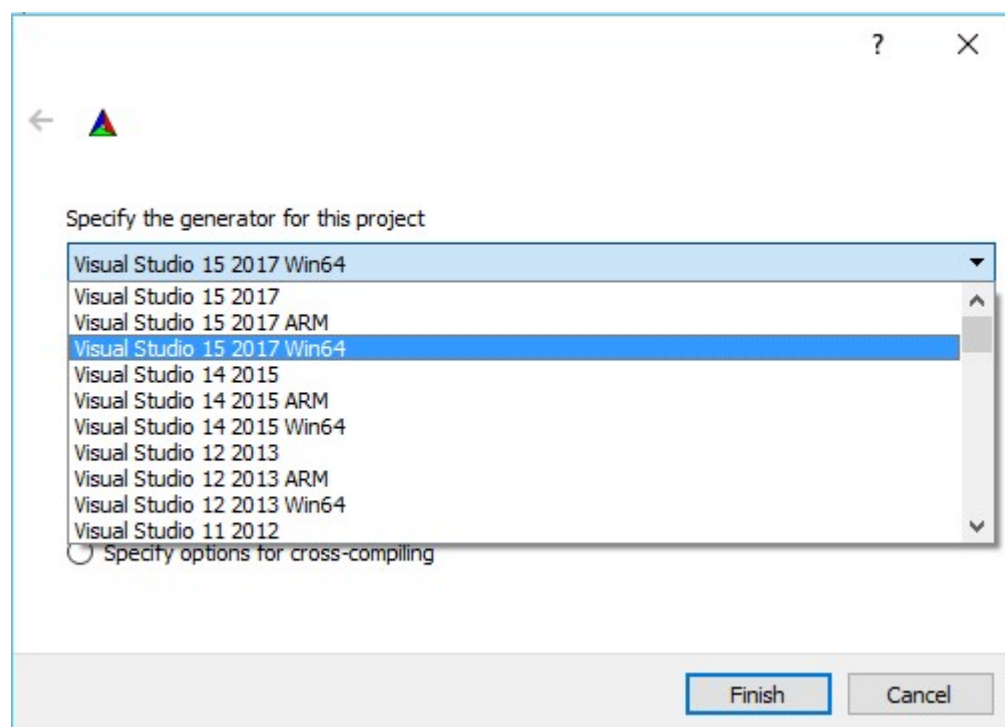 ?
Specify the generator for this project
Visual Studio 15 2017 Win64
Visual Studio 15 2017
Visual Studio 15 2017 ARM
Visual Studio 15 2017 Win64
Visual Studio 14 2015
Visual Studio 14 2015 ARM
Visual Studio 14 2015 Win64
Visual Studio 12 2013
Visual Studio 12 2013 ARM
Visual Studio 12 2013 Win64
Visual Studio 11 2012
Specify options for cross-compiling
Finish Cancel